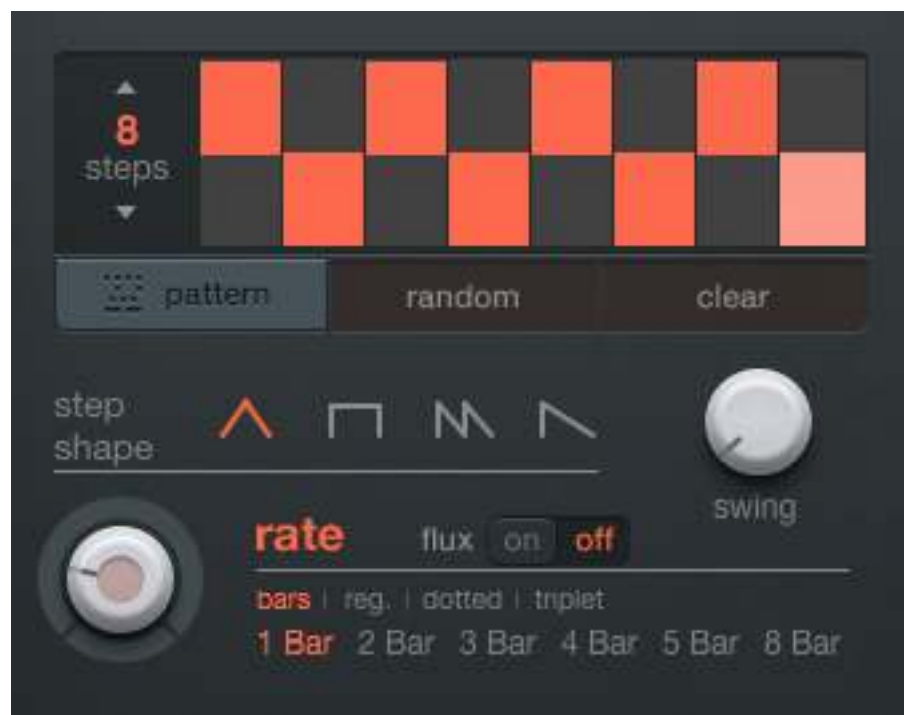 8
steps
pattern random clear
step
shape
swing
rate flux on off
bars | reg. | dotted | triplet
1 Bar 2 Bar 3 Bar 4 Bar 5 Bar 8 Bar